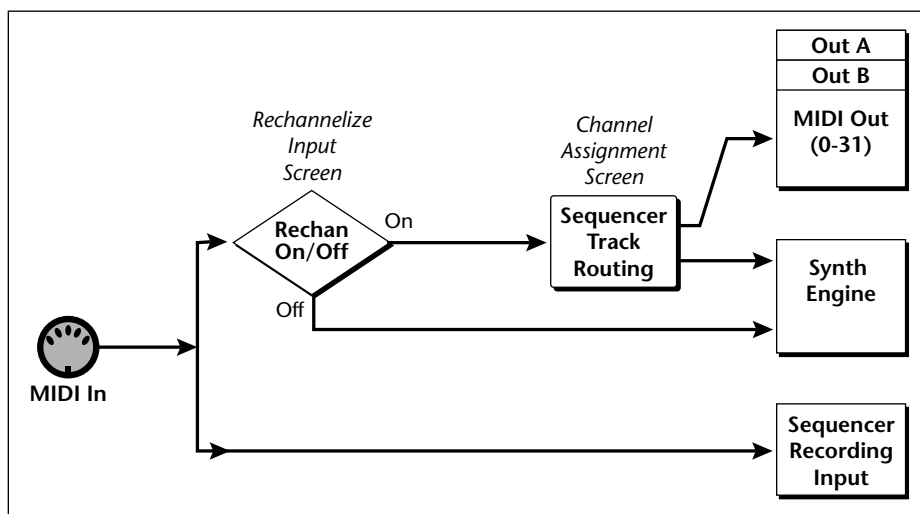 Out A
Out B
MIDI Out
(0-31)
Rechannelize
Input
Screen
Channel
Assignment
Screen
On
Rechan
On/Off
Off
Sequencer
Track
Routing
Synth
Engine
MIDI In
Sequencer
Recording
Input